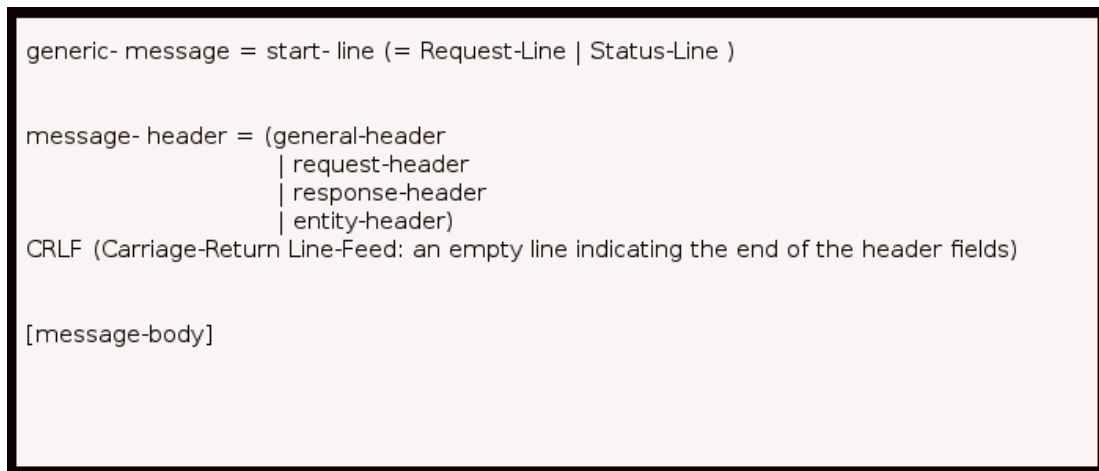 generic- message = start- line (= Request-Line | Status-Line )
message- header = (general-header
| request-header
| response-header
| entity-header)
CRLF (Carriage-Return Line-Feed: an empty line indicating the end of the header fields)
[message-body]